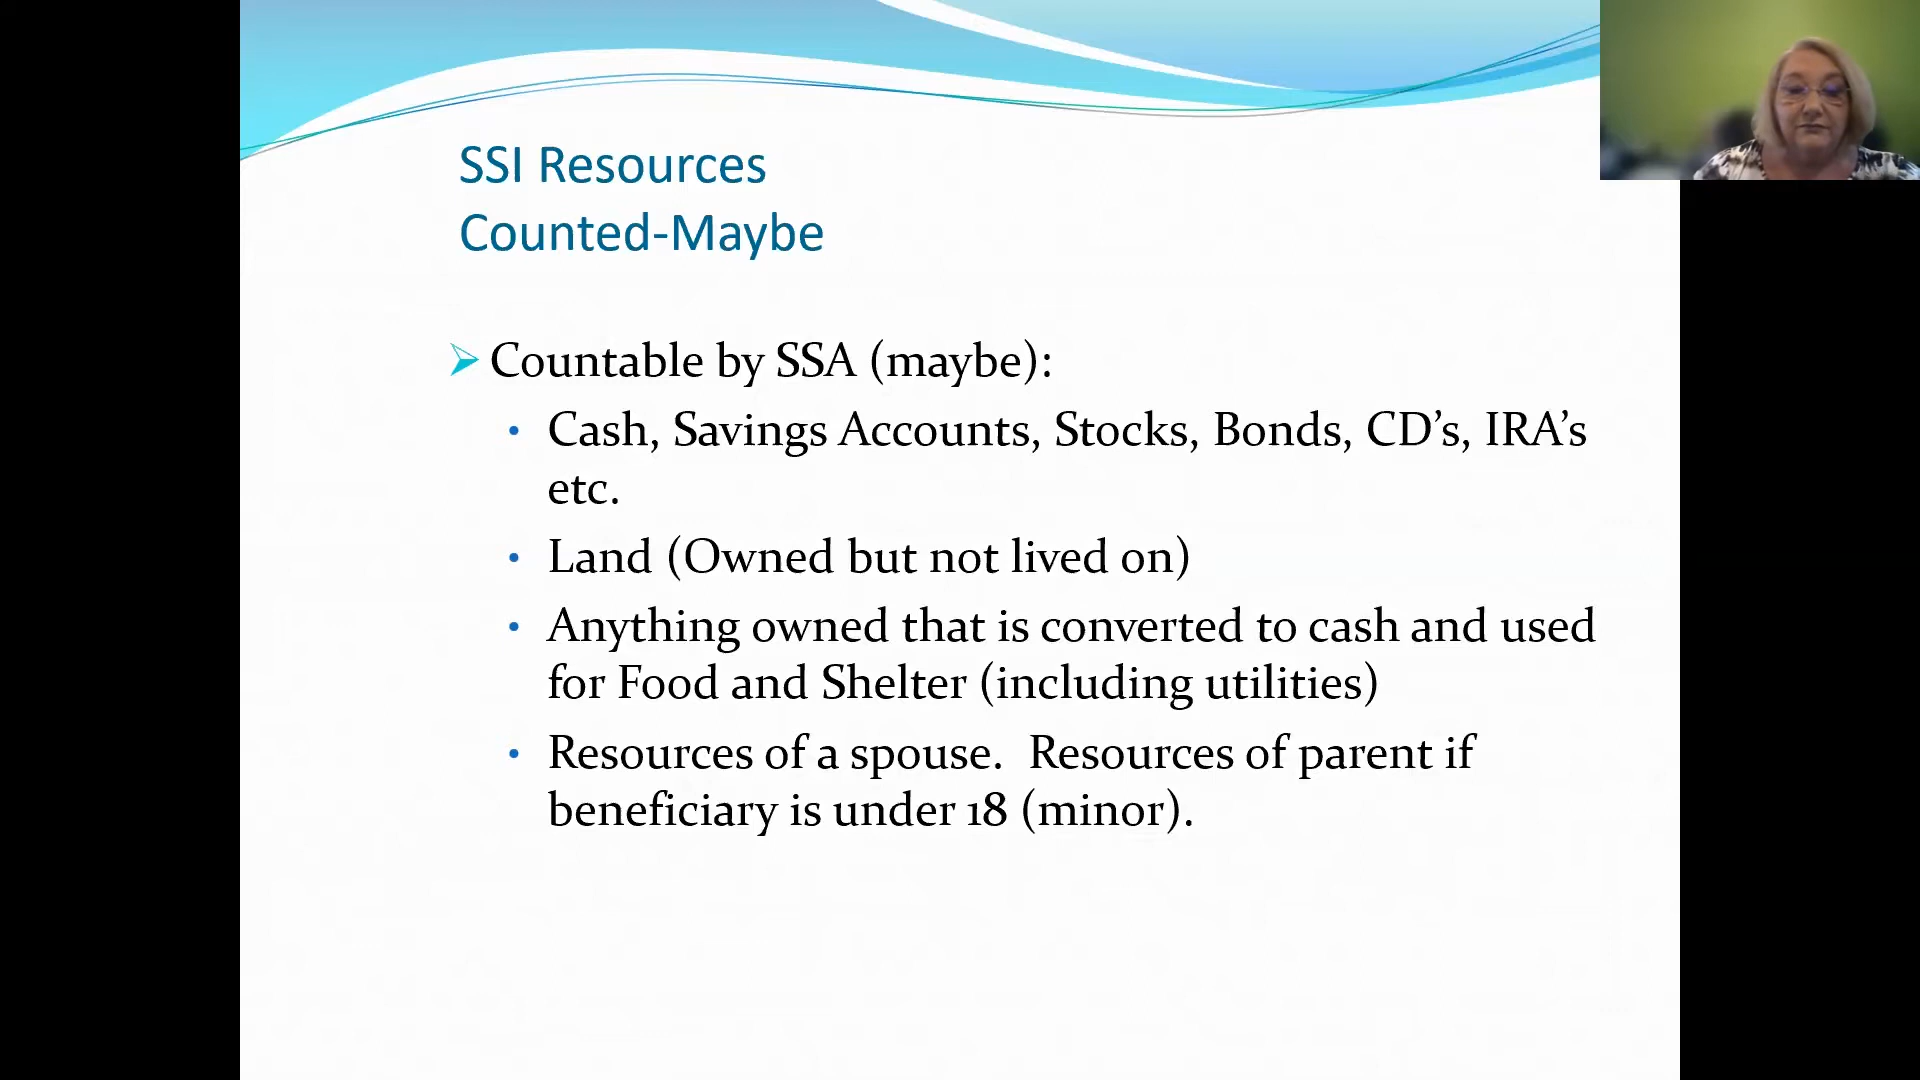 SSI Resources
Counted-Maybe
Countable by SSA (maybe):
Cash, Savings Accounts, Stocks, Bonds, CD’s, IRA’s
etc.
Land (Owned but not lived on)
Anything owned that is converted to cash and used
for Food and Shelter (including utilities)
Resources of a spouse.  Resources of parent if
beneficiary is under 18 (minor).